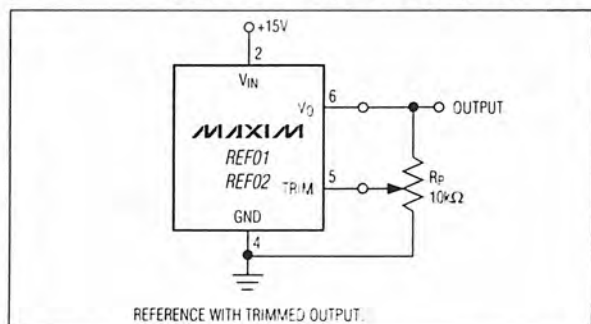 +15V
2
VIN
6
VO
OUTPUT
MAXIM
REF01
REF02
5
TRIM
RP
10kΩ
GND
4
REFERENCE WITH TRIMMED OUTPUT.